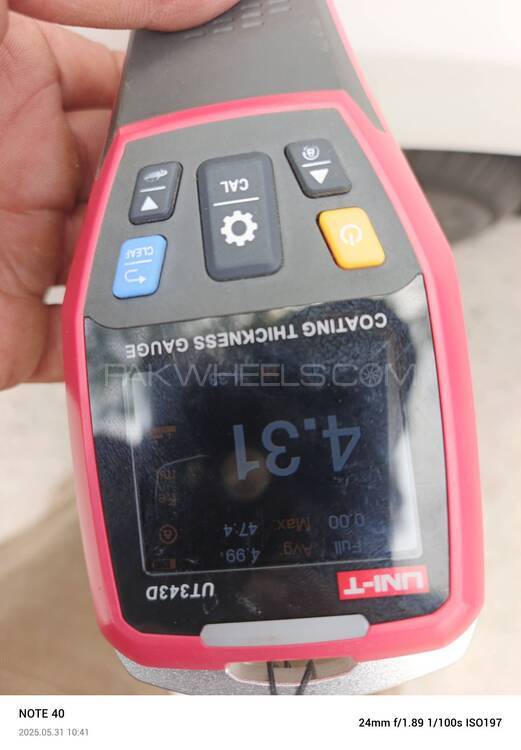 UNI-T
UT343D
Full Avg: 4.99
0.00 Max: 47.4
4.31
COATING THICKNESS GAUGE
CLEAR
CAL
PAKWHEELS.COM
NOTE 40
2025.05.31 10:41
24mm f/1.89 1/100s ISO197